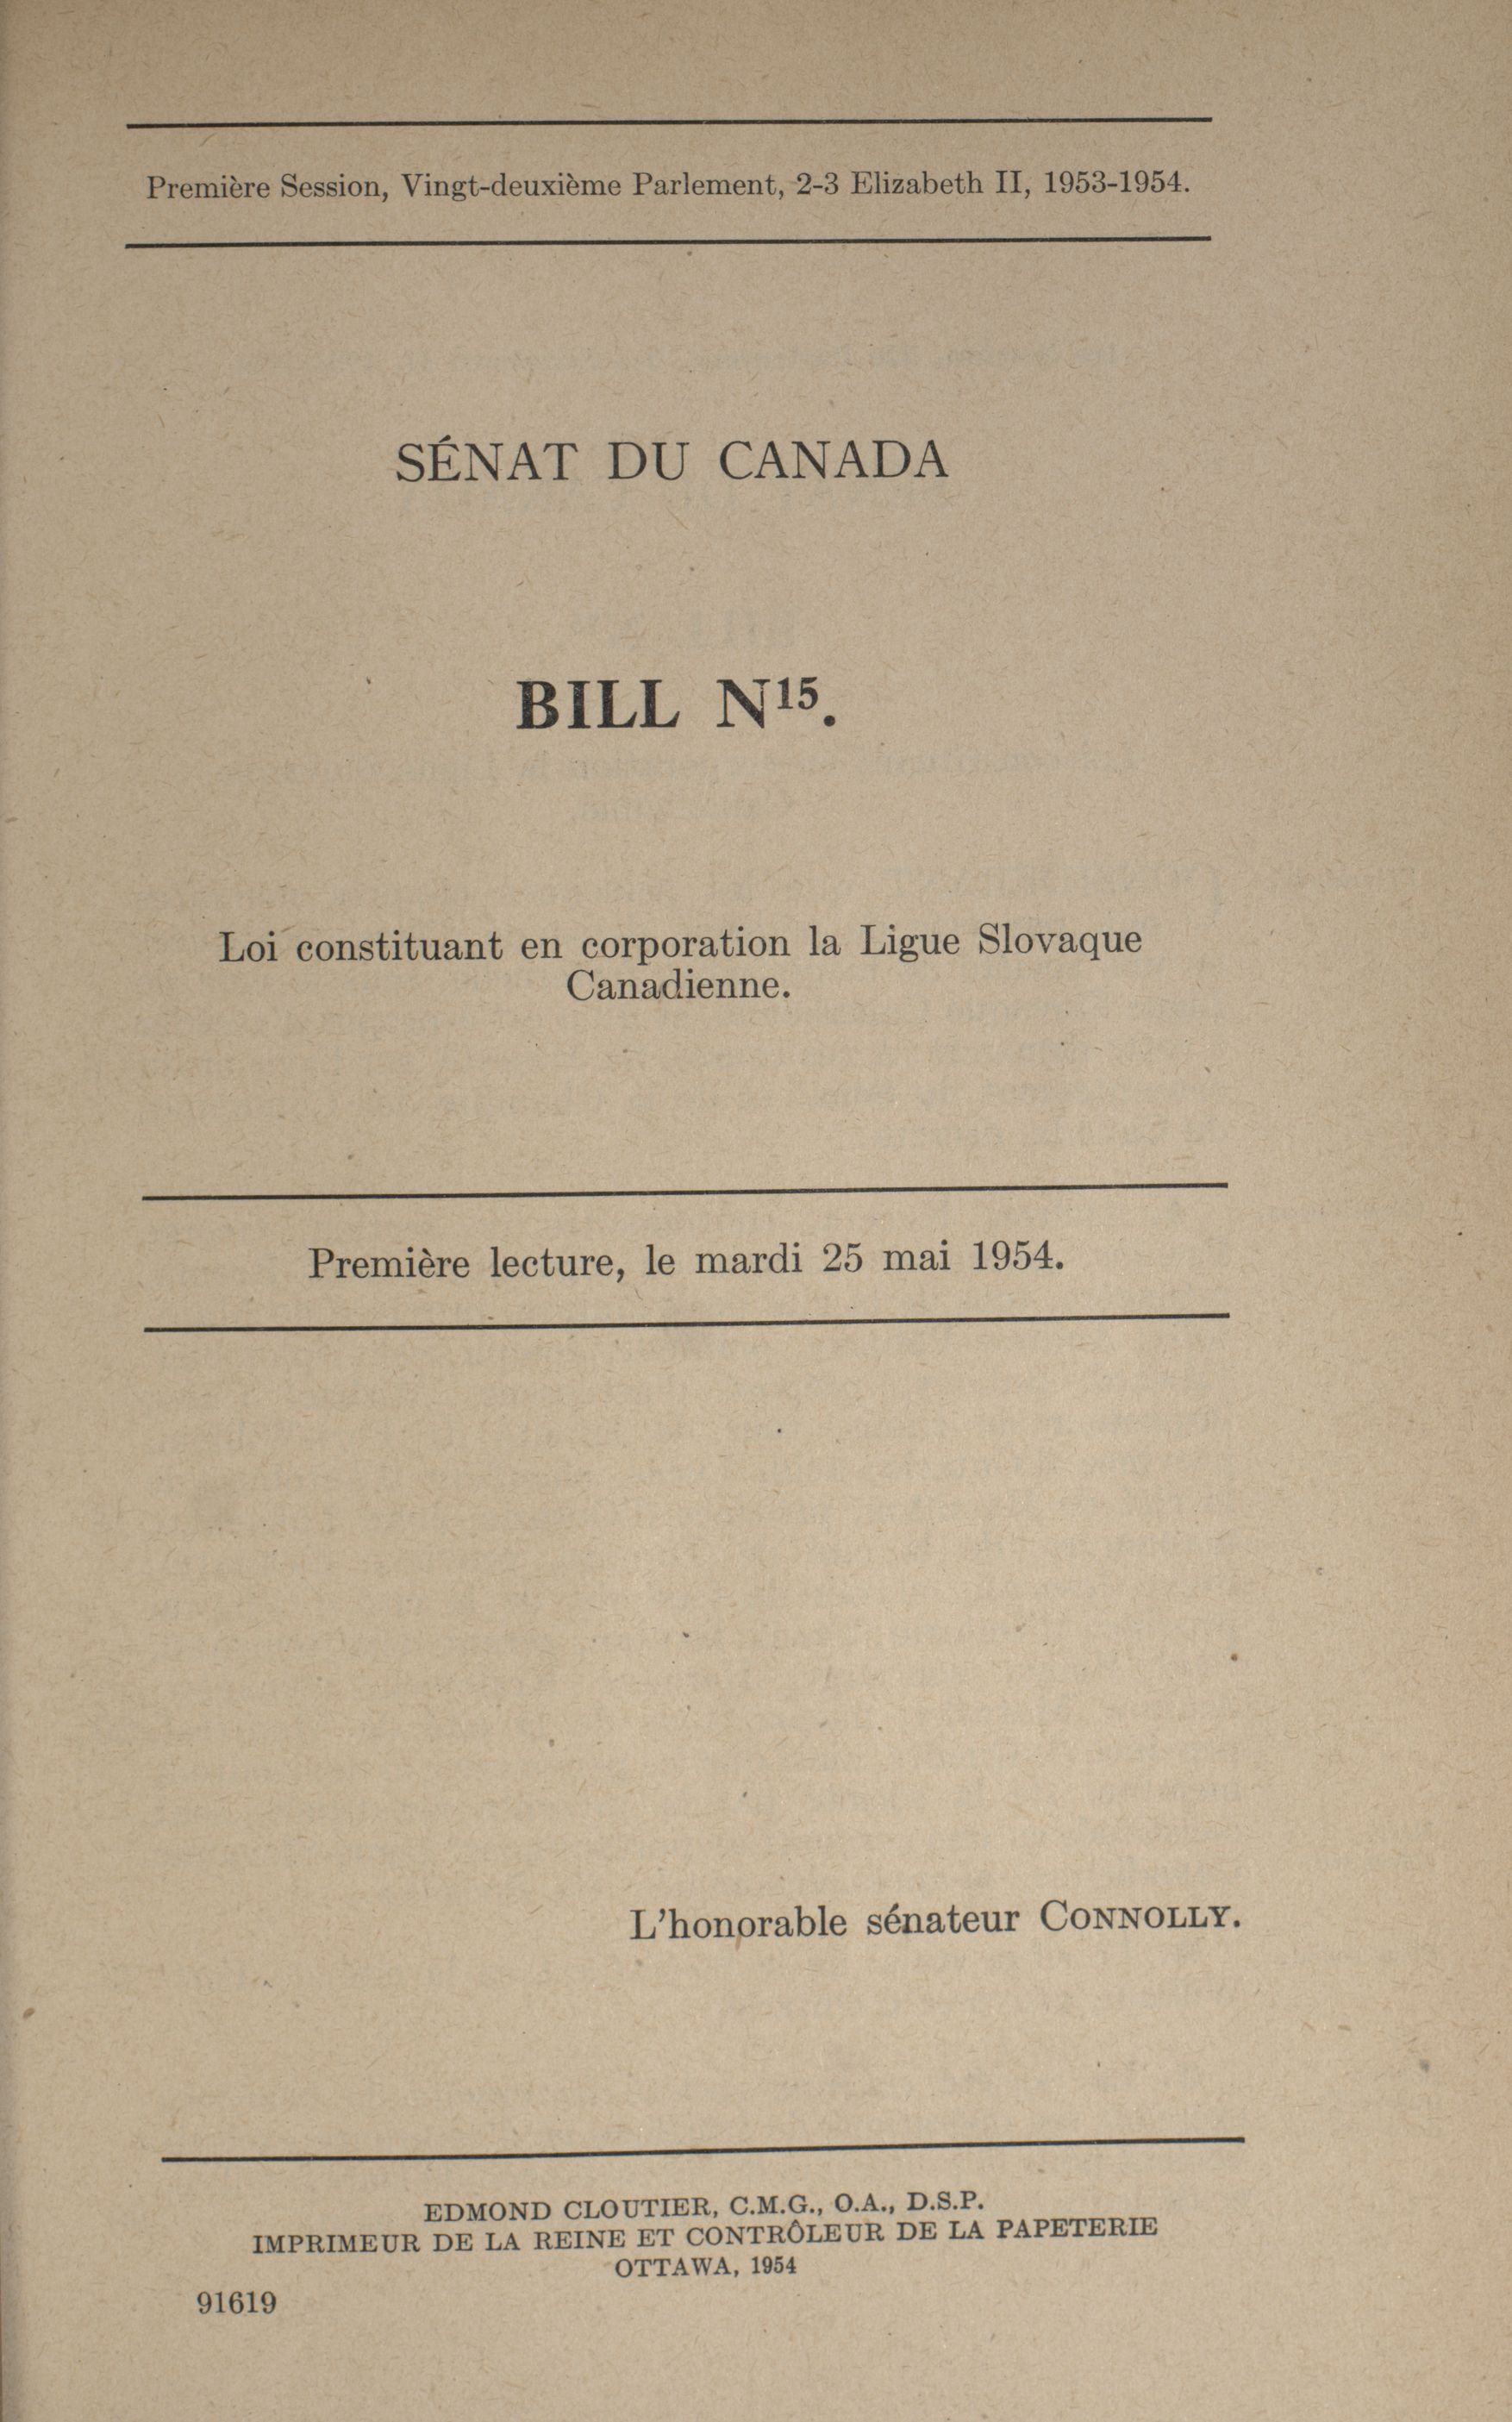 Première Session, Vingt-deuxième Parlement, 2-3 Elizabeth II, 1953-1954.
SÉNAT DU CANADA
BILL N¹⁵.
Loi constituant en corporation la Ligue Slovaque
Canadienne.
Première lecture, le mardi 25 mai 1954.
L'honorable sénateur CONNOLLY.
EDMOND CLOUTIER, C.M.G., O.A., D.S.P.
IMPRIMEUR DE LA REINE ET CONTRÔLEUR DE LA PAPETERIE
OTTAWA, 1954
91619